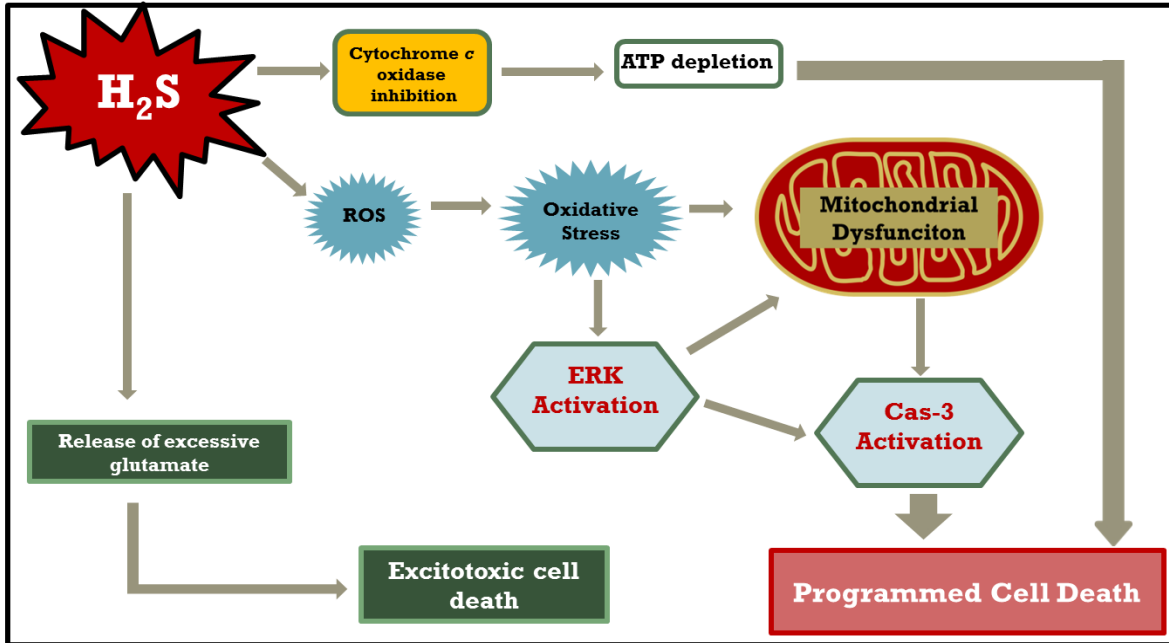 H₂S
Cytochrome c
oxidase
inhibition
ATP depletion
ROS
Oxidative
Stress
Mitochondrial
Dysfunciton
ERK
Activation
Cas-3
Activation
Release of excessive
glutamate
Excitotoxic cell
death
Programmed Cell Death